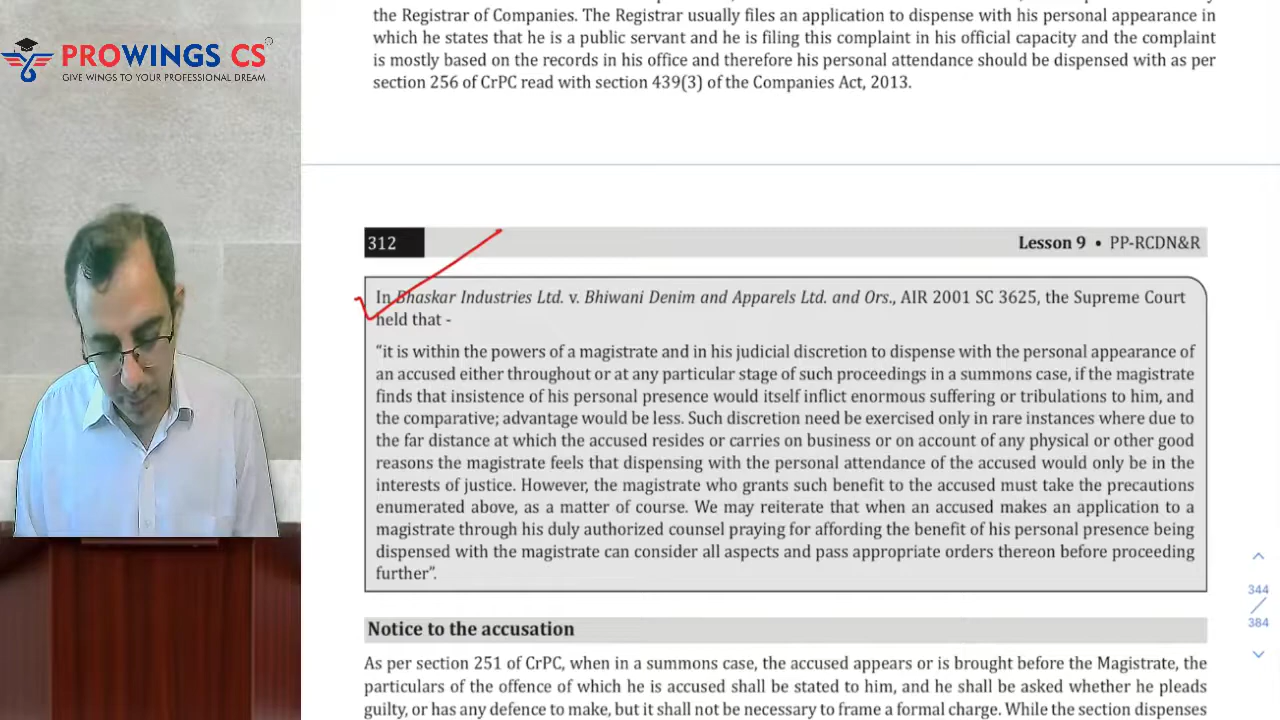 PROWINGS CS
GIVE WINGS TO YOUR PROFESSIONAL DREAM
the Registrar of Companies. The Registrar usually files an application to dispense with his personal appearance in
which he states that he is a public servant and he is filing this complaint in his official capacity and the complaint
is mostly based on the records in his office and therefore his personal attendance should be dispensed with as per
section 256 of CrPC read with section 439(3) of the Companies Act, 2013.
312
Lesson 9 • PP-RCDN&R
In Bhaskar Industries Ltd. v. Bhiwani Denim and Apparels Ltd. and Ors., AIR 2001 SC 3625, the Supreme Court
held that -
“it is within the powers of a magistrate and in his judicial discretion to dispense with the personal appearance of
an accused either throughout or at any particular stage of such proceedings in a summons case, if the magistrate
finds that insistence of his personal presence would itself inflict enormous suffering or tribulations to him, and
the comparative; advantage would be less. Such discretion need be exercised only in rare instances where due to
the far distance at which the accused resides or carries on business or on account of any physical or other good
reasons the magistrate feels that dispensing with the personal attendance of the accused would only be in the
interests of justice. However, the magistrate who grants such benefit to the accused must take the precautions
enumerated above, as a matter of course. We may reiterate that when an accused makes an application to a
magistrate through his duly authorized counsel praying for affording the benefit of his personal presence being
dispensed with the magistrate can consider all aspects and pass appropriate orders thereon before proceeding
further”.
344
384
Notice to the accusation
As per section 251 of CrPC, when in a summons case, the accused appears or is brought before the Magistrate, the
particulars of the offence of which he is accused shall be stated to him, and he shall be asked whether he pleads
guilty, or has any defence to make, but it shall not be necessary to frame a formal charge. While the section dispenses